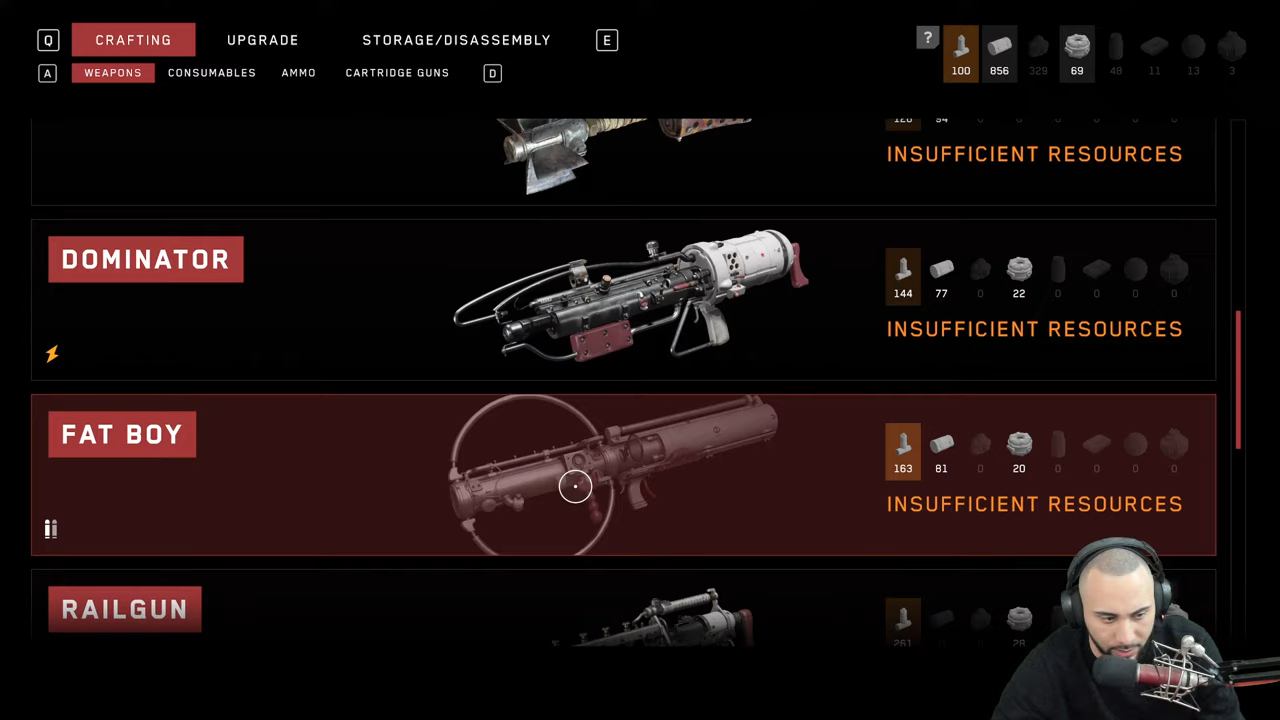 Q CRAFTING UPGRADE STORAGE/DISASSEMBLY E ?
A WEAPONS CONSUMABLES AMMO CARTRIDGE GUNS D
100 856 329 69 48 11 13 3
INSUFFICIENT RESOURCES
DOMINATOR
144 77 0 22 0 0 0 0
INSUFFICIENT RESOURCES
FAT BOY
163 81 0 20 0 0 0 0
INSUFFICIENT RESOURCES
RAILGUN
261 28